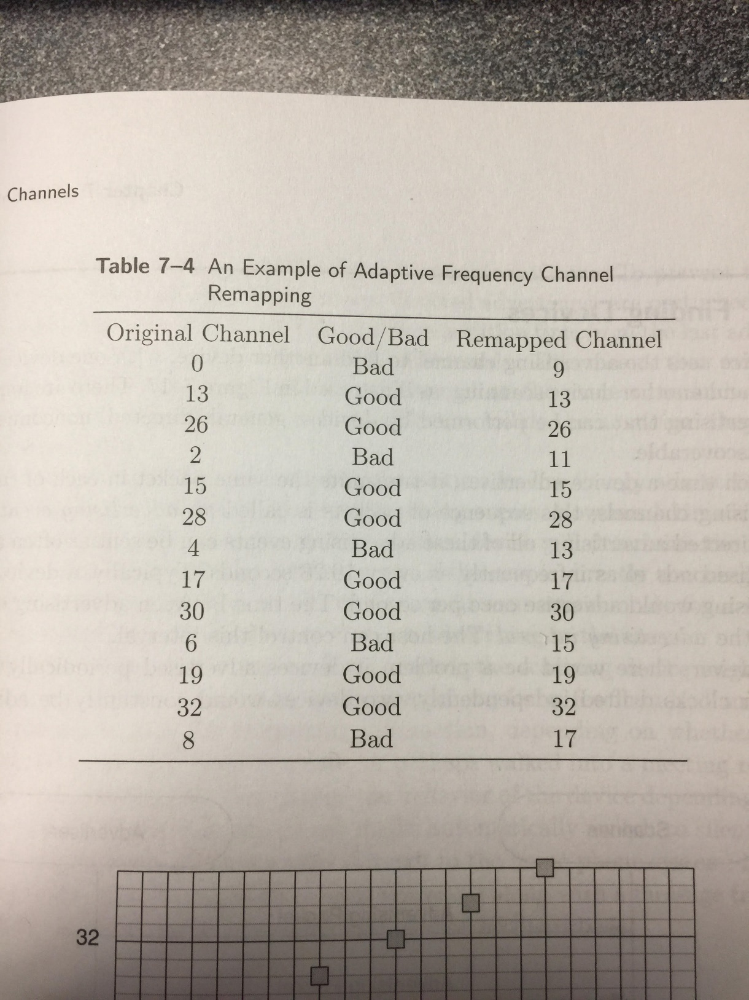 Channels
Table 7–4 An Example of Adaptive Frequency Channel
Remapping
Original Channel Good/Bad Remapped Channel
0 Bad 9
13 Good 13
26 Good 26
2 Bad 11
15 Good 15
28 Good 28
4 Bad 13
17 Good 17
30 Good 30
6 Bad 15
19 Good 19
32 Good 32
8 Bad 17
32